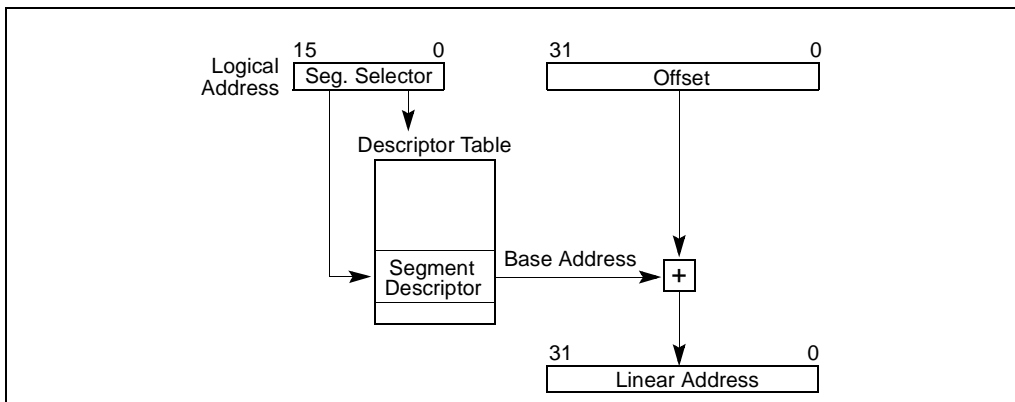 15 0
31 0
Logical
Address
Seg. Selector
Offset
Descriptor Table
Segment
Descriptor
Base Address
+
31 0
Linear Address